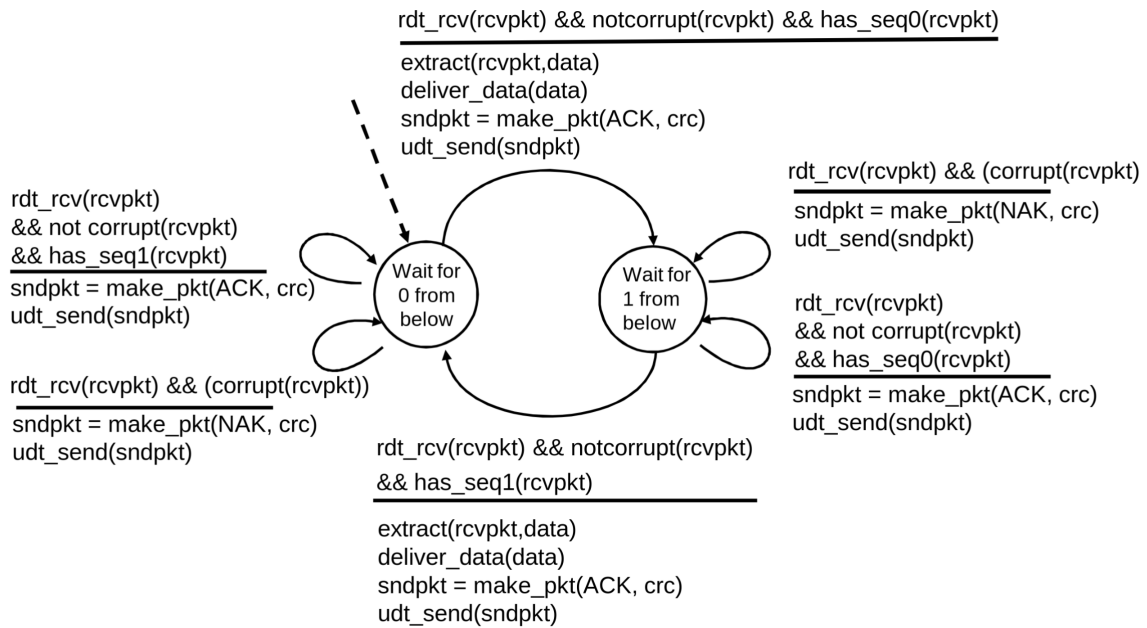 rdt_rcv(rcvpkt) && notcorrupt(rcvpkt) && has_seq0(rcvpkt)
extract(rcvpkt,data)
deliver_data(data)
sndpkt = make_pkt(ACK, crc)
udt_send(sndpkt)
rdt_rcv(rcvpkt)
&& not corrupt(rcvpkt)
&& has_seq1(rcvpkt)
sndpkt = make_pkt(ACK, crc)
udt_send(sndpkt)
rdt_rcv(rcvpkt) && (corrupt(rcvpkt))
sndpkt = make_pkt(NAK, crc)
udt_send(sndpkt)
Wait for
0 from
below
Wait for
1 from
below
rdt_rcv(rcvpkt) && (corrupt(rcvpkt)
sndpkt = make_pkt(NAK, crc)
udt_send(sndpkt)
rdt_rcv(rcvpkt)
&& not corrupt(rcvpkt)
&& has_seq0(rcvpkt)
sndpkt = make_pkt(ACK, crc)
udt_send(sndpkt)
rdt_rcv(rcvpkt) && notcorrupt(rcvpkt)
&& has_seq1(rcvpkt)
extract(rcvpkt,data)
deliver_data(data)
sndpkt = make_pkt(ACK, crc)
udt_send(sndpkt)